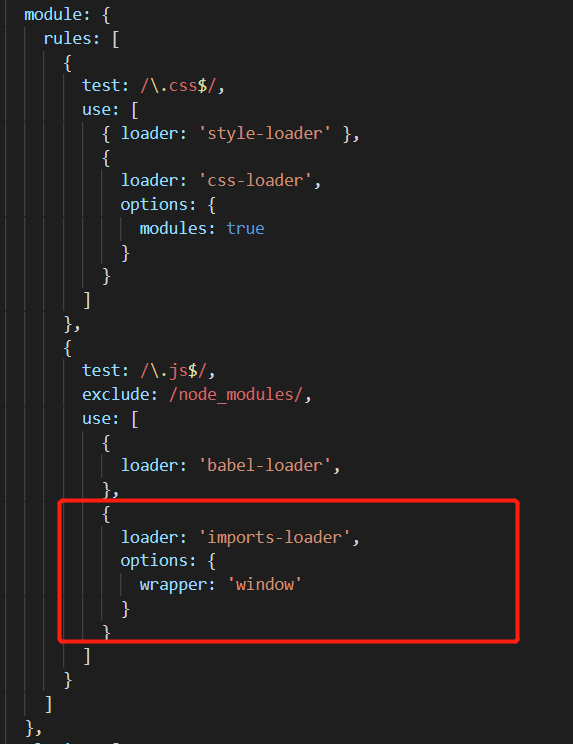 module: {
rules: [
{
test: /\.css$/,
use: [
{ loader: 'style-loader' },
{
loader: 'css-loader',
options: {
modules: true
}
}
]
},
{
test: /\.js$/,
exclude: /node_modules/,
use: [
{
loader: 'babel-loader',
},
{
loader: 'imports-loader',
options: {
wrapper: 'window'
}
}
]
}
]
},